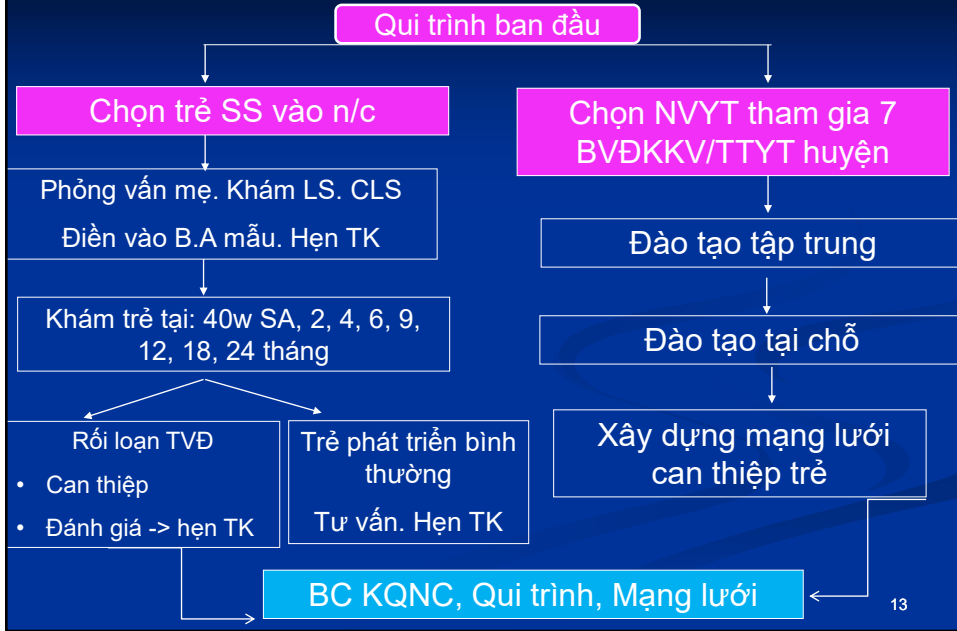 Qui trình ban đầu
Chọn trẻ SS vào n/c
Phỏng vấn mẹ. Khám LS. CLS
Điền vào B.A mẫu. Hẹn TK
Khám trẻ tại: 40w SA, 2, 4, 6, 9,
12, 18, 24 tháng
Rối loạn TVĐ
• Can thiệp
• Đánh giá -> hẹn TK
Trẻ phát triển bình
thường
Tư vấn. Hẹn TK
Chọn NVYT tham gia 7
BVĐKKV/TTYT huyện
Đào tạo tập trung
Đào tạo tại chỗ
Xây dựng mạng lưới
can thiệp trẻ
BC KQNC, Qui trình, Mạng lưới
13